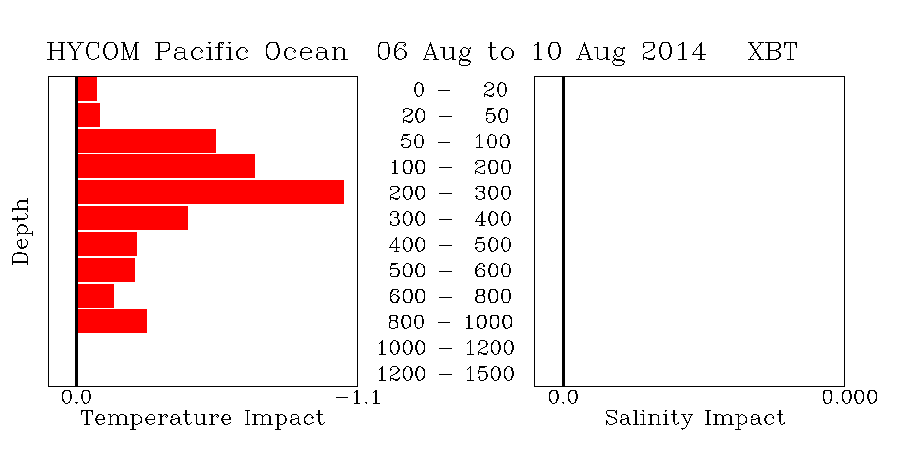 HYCOM Pacific Ocean 06 Aug to 10 Aug 2014 XBT
Depth
0 - 20
20 - 50
50 - 100
100 - 200
200 - 300
300 - 400
400 - 500
500 - 600
600 - 800
800 - 1000
1000 - 1200
1200 - 1500
0.0 -1.1 0.0 0.000
Temperature Impact Salinity Impact